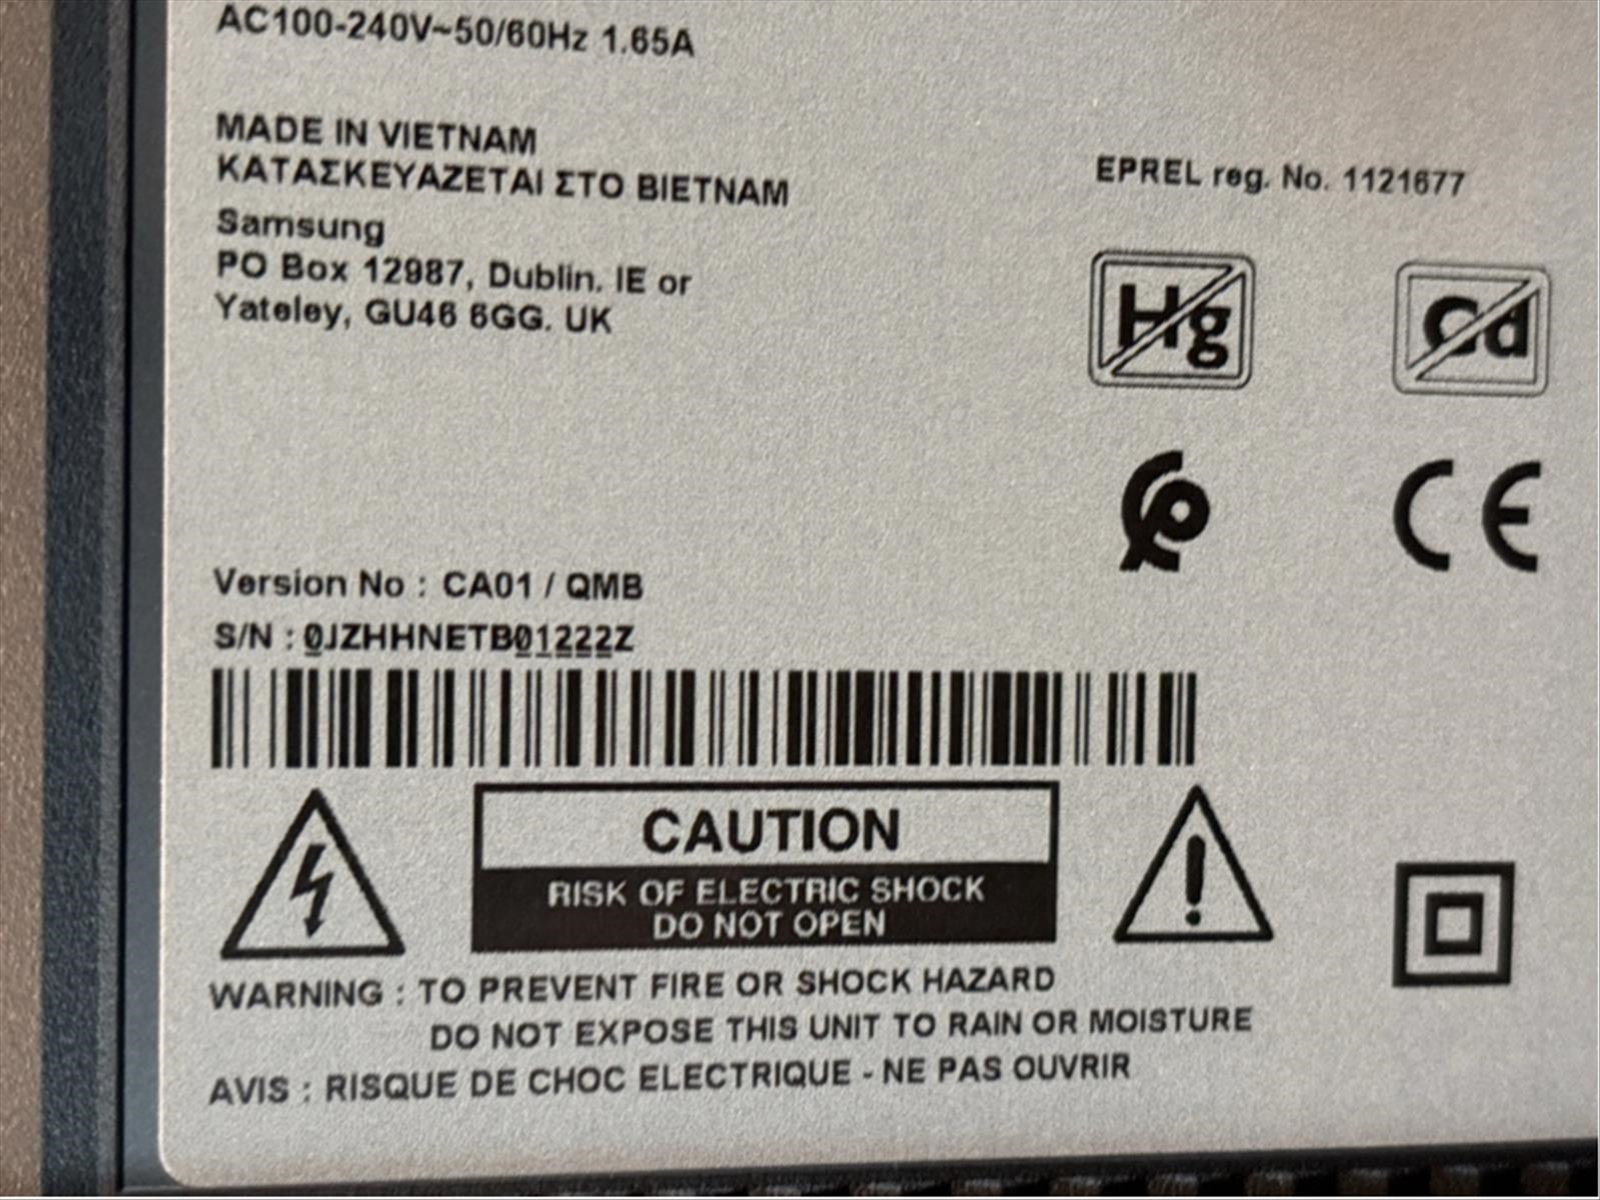 AC100-240V~50/60Hz 1.65A
MADE IN VIETNAM
ΚΑΤΑΣΚΕΥΑΖΕΤΑΙ ΣΤΟ ΒΙΕΤΝΑΜ
Samsung
PO Box 12987, Dublin. IE or
Yateley, GU46 6GG. UK
EPREL reg. No. 1121677
Hg
Cd
CE
Version No : CA01 / QMB
S/N : 0JZHHNETB01222Z
CAUTION
RISK OF ELECTRIC SHOCK
DO NOT OPEN
WARNING : TO PREVENT FIRE OR SHOCK HAZARD
DO NOT EXPOSE THIS UNIT TO RAIN OR MOISTURE
AVIS : RISQUE DE CHOC ELECTRIQUE - NE PAS OUVRIR